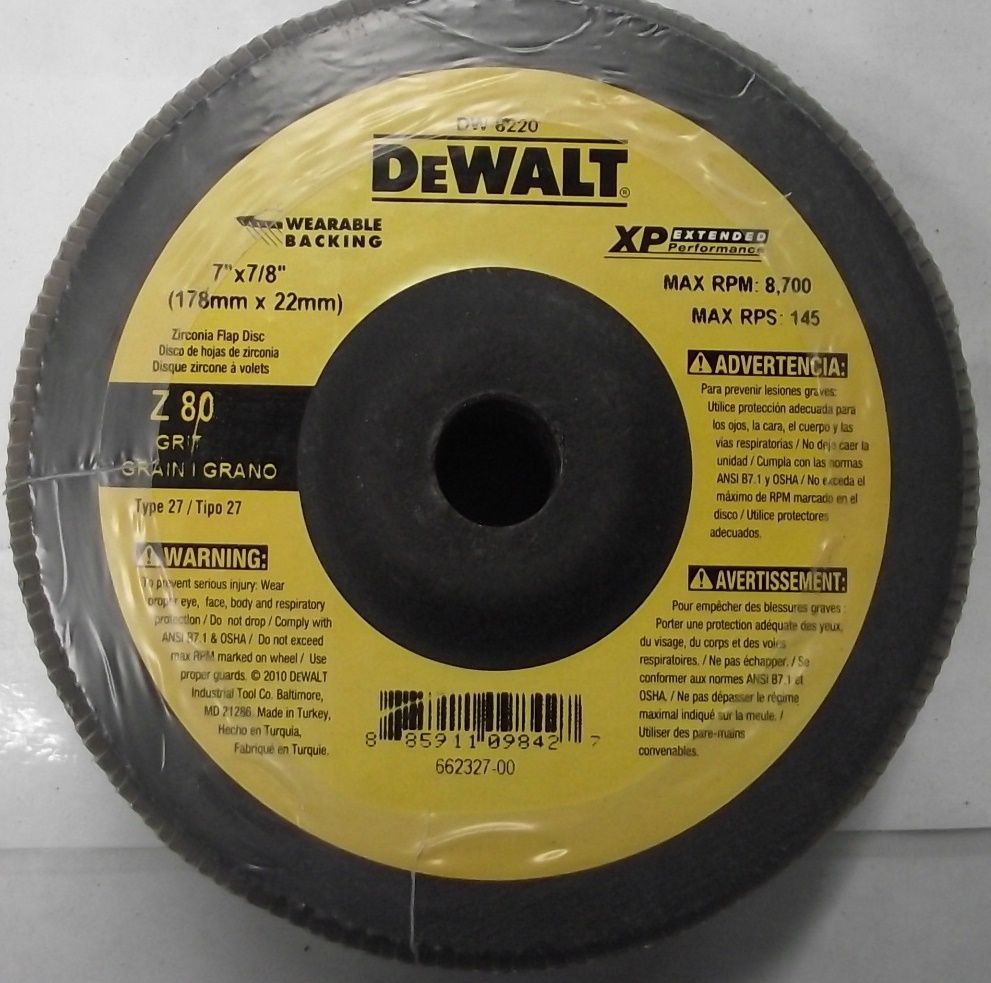 DW 8220
DEWALT®
WEARABLE
BACKING
7"x7/8"
(178mm x 22mm)
Zirconia Flap Disc
Disco de hojas de zirconia
Disque zircone à volets
Z 80
GRIT
GRAIN I GRANO
Type 27 / Tipo 27
WARNING:
To prevent serious injury: Wear
proper eye, face, body and respiratory
protection / Do not drop / Comply with
ANSI B7.1 & OSHA / Do not exceed
max RPM marked on wheel / Use
proper guards. © 2010 DEWALT
Industrial Tool Co. Baltimore,
MD 21286. Made in Turkey,
Hecho en Turquia,
Fabriqué en Turquie.
XP EXTENDED
Performance
MAX RPM: 8,700
MAX RPS: 145
ADVERTENCIA:
Para prevenir lesiones graves:
Utilice protección adecuada para
los ojos, la cara, el cuerpo y las
vias respiratorias / No deje caer la
unidad / Cumpla con las normas
ANSI B7.1 y OSHA / No exceda el
máximo de RPM marcado en el
disco / Utilice protectores
adecuados.
AVERTISSEMENT:
Pour empêcher des blessures graves :
Porter une protection adéquate des yeux,
du visage, du corps et des voies
respiratoires. / Ne pas échapper. / Se
conformer aux normes ANSI B7.1 et
OSHA. / Ne pas dépasser le régime
maximal indiqué sur la meule. /
Utiliser des pare-mains
convenables.
8 85911 09842 7
662327-00